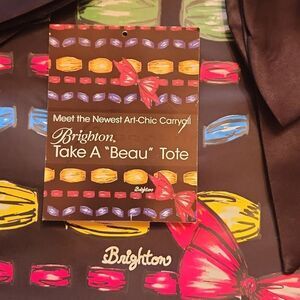 Meet the Newest Art-Chic Carryall
Brighton
Take A "Beau" Tote
Brighton
Brighton